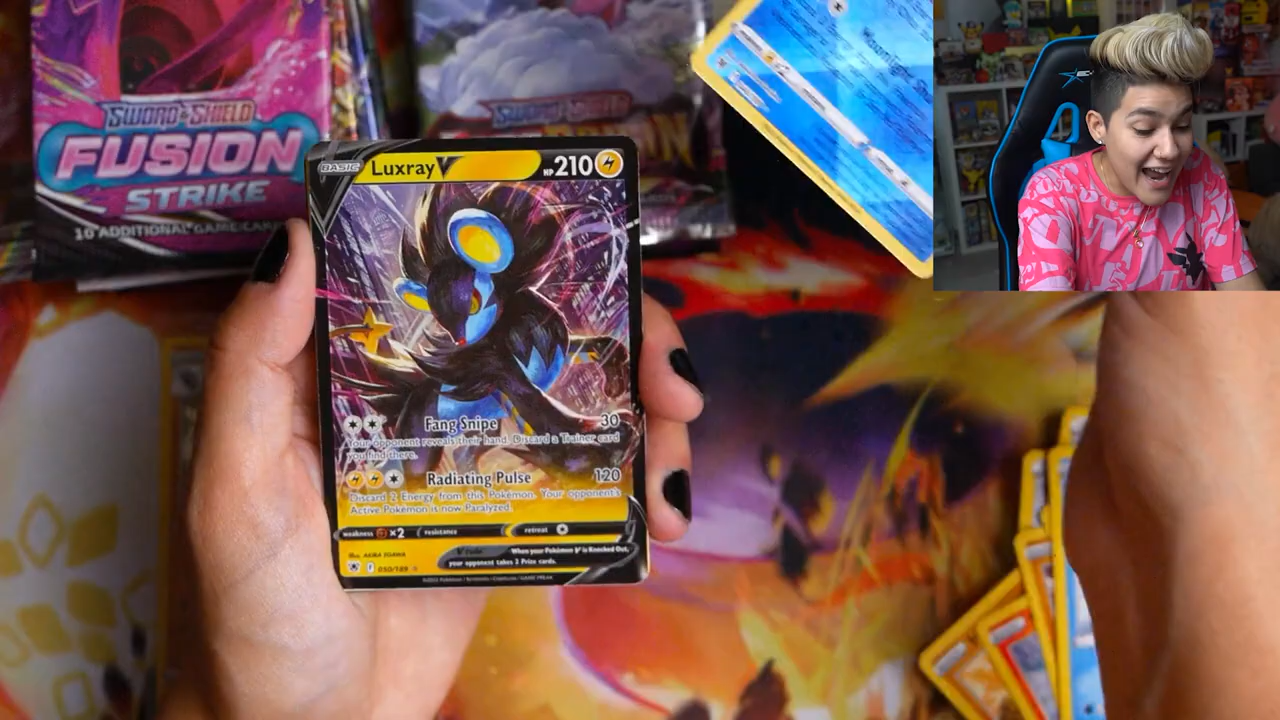 SWORD & SHIELD
FUSION
STRIKE
10 ADDITIONAL GAME CARDS
SWORD & SHIELD
BASIC Luxray V HP 210
Fang Snipe 30
Your opponent reveals their hand. Discard a Trainer card
you find there.
Radiating Pulse 120
Discard 2 Energy from this Pokémon. Your opponent's
Active Pokémon is now Paralyzed.
weakness ×2 resistance retreat
V rule When your Pokémon V is Knocked Out,
your opponent takes 2 Prize cards.
050/189